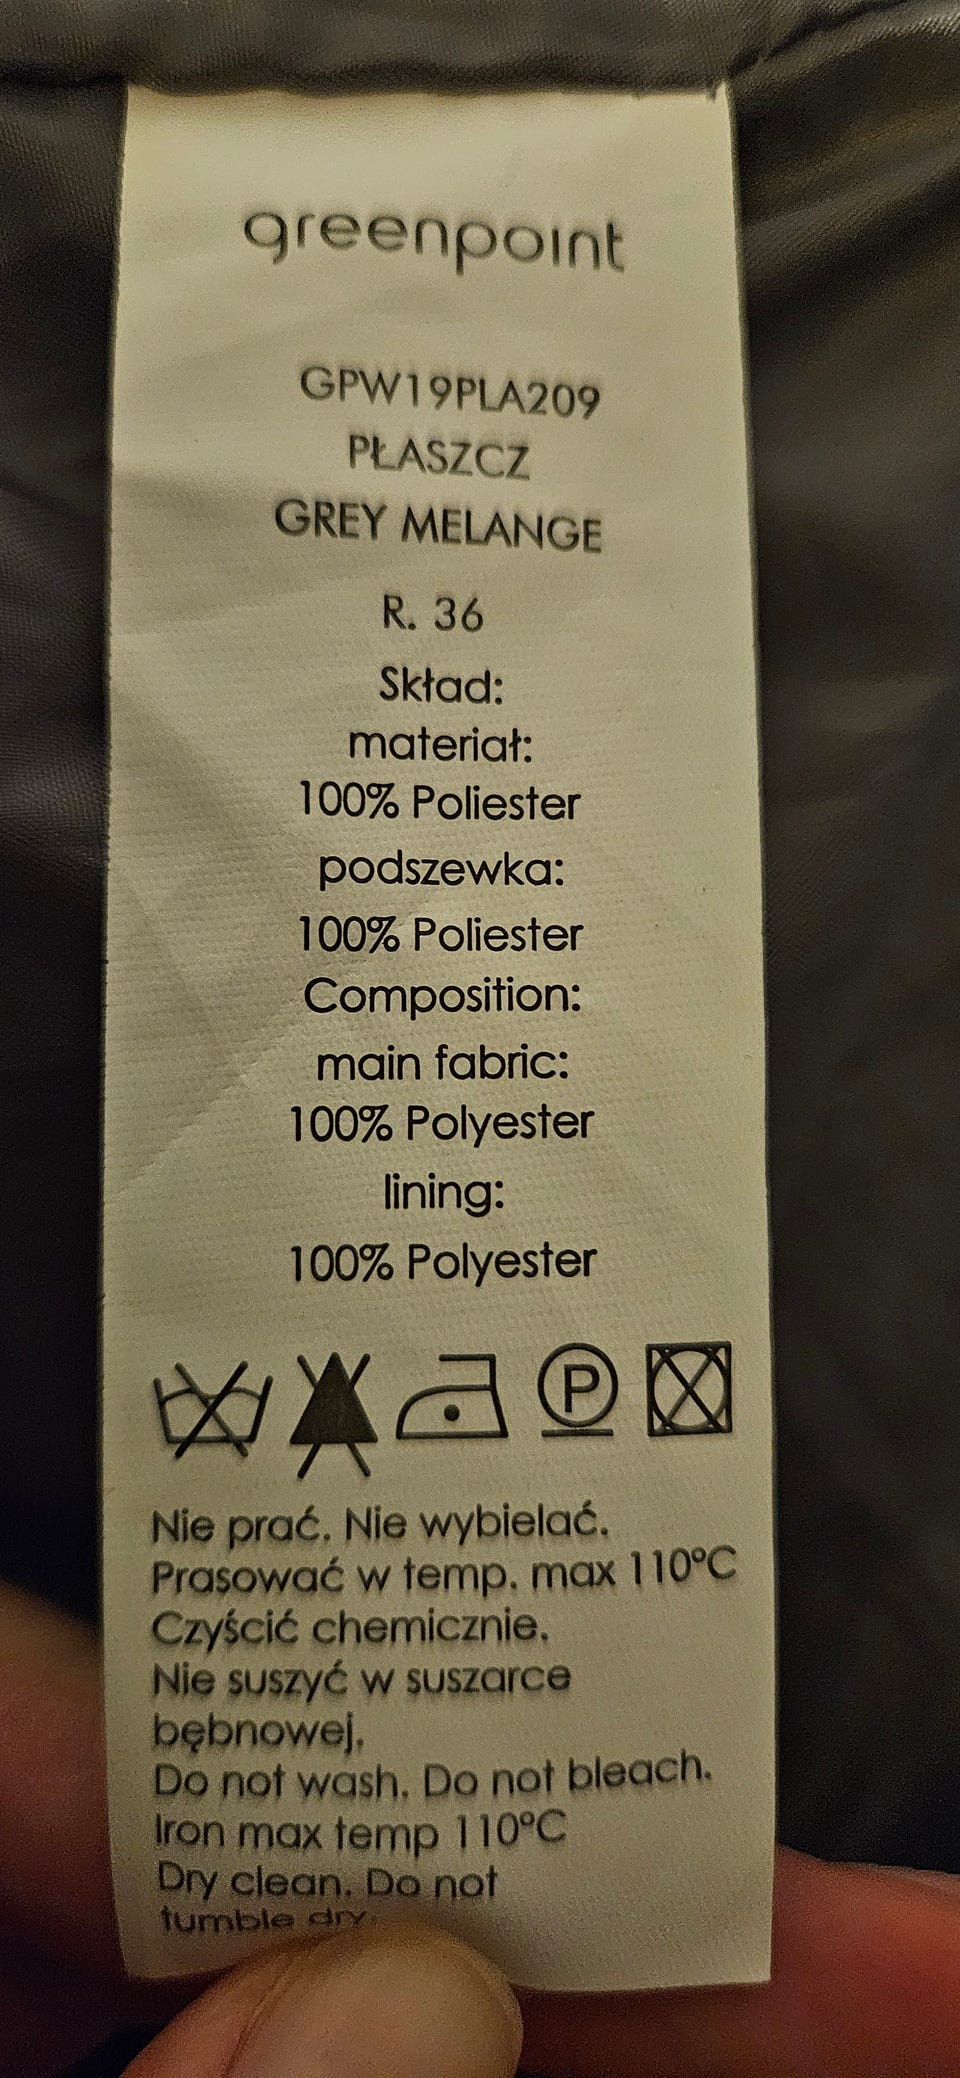 greenpoint
GPW19PLA209
PŁASZCZ
GREY MELANGE
R. 36
Skład:
materiał:
100% Poliester
podszewka:
100% Poliester
Composition:
main fabric:
100% Polyester
lining:
100% Polyester
P
Nie prać. Nie wybielać.
Prasować w temp. max 110°C
Czyścić chemicznie.
Nie suszyć w suszarce
bębnowej.
Do not wash. Do not bleach.
Iron max temp 110°C
Dry clean. Do not
tumble dry.